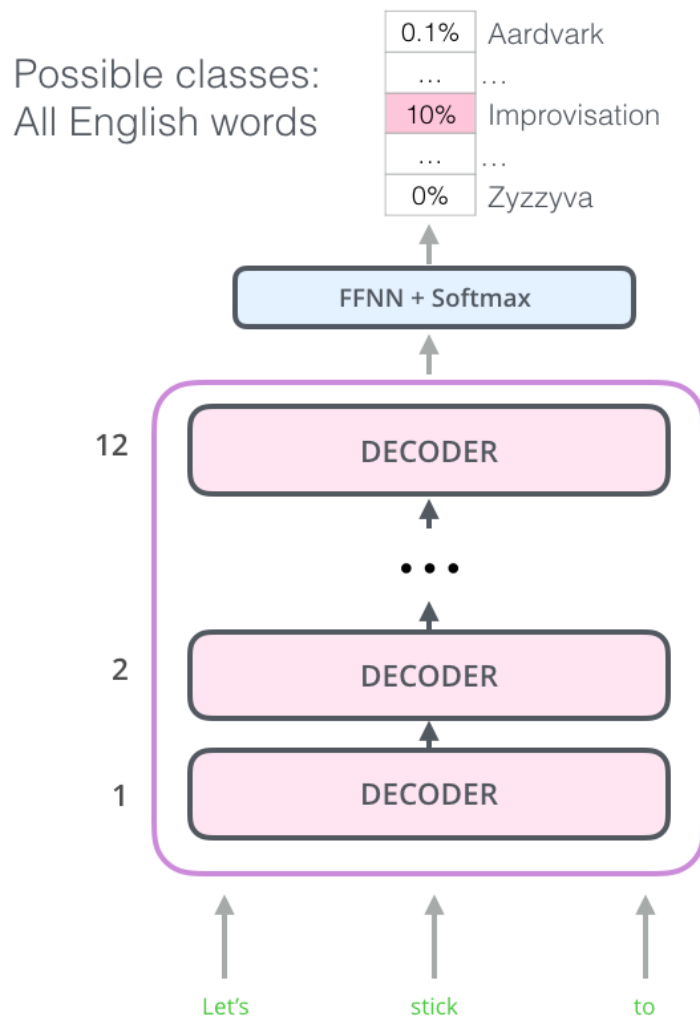 0.1% Aardvark
Possible classes:
... ...
All English words
10% Improvisation
... ...
0% Zyzzyva
FFNN + Softmax
12
DECODER
...
2
DECODER
1
DECODER
Let's stick to